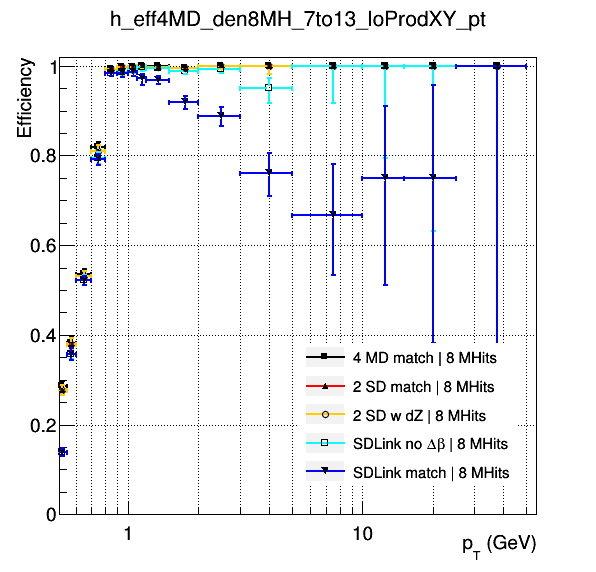 h_eff4MD_den8MH_7to13_loProdXY_pt
Efficiency
1
0.8
0.6
0.4
0.2
0
4 MD match | 8 MHits
2 SD match | 8 MHits
2 SD w dZ | 8 MHits
SDLink no Δβ | 8 MHits
SDLink match | 8 MHits
1
10
p_T (GeV)